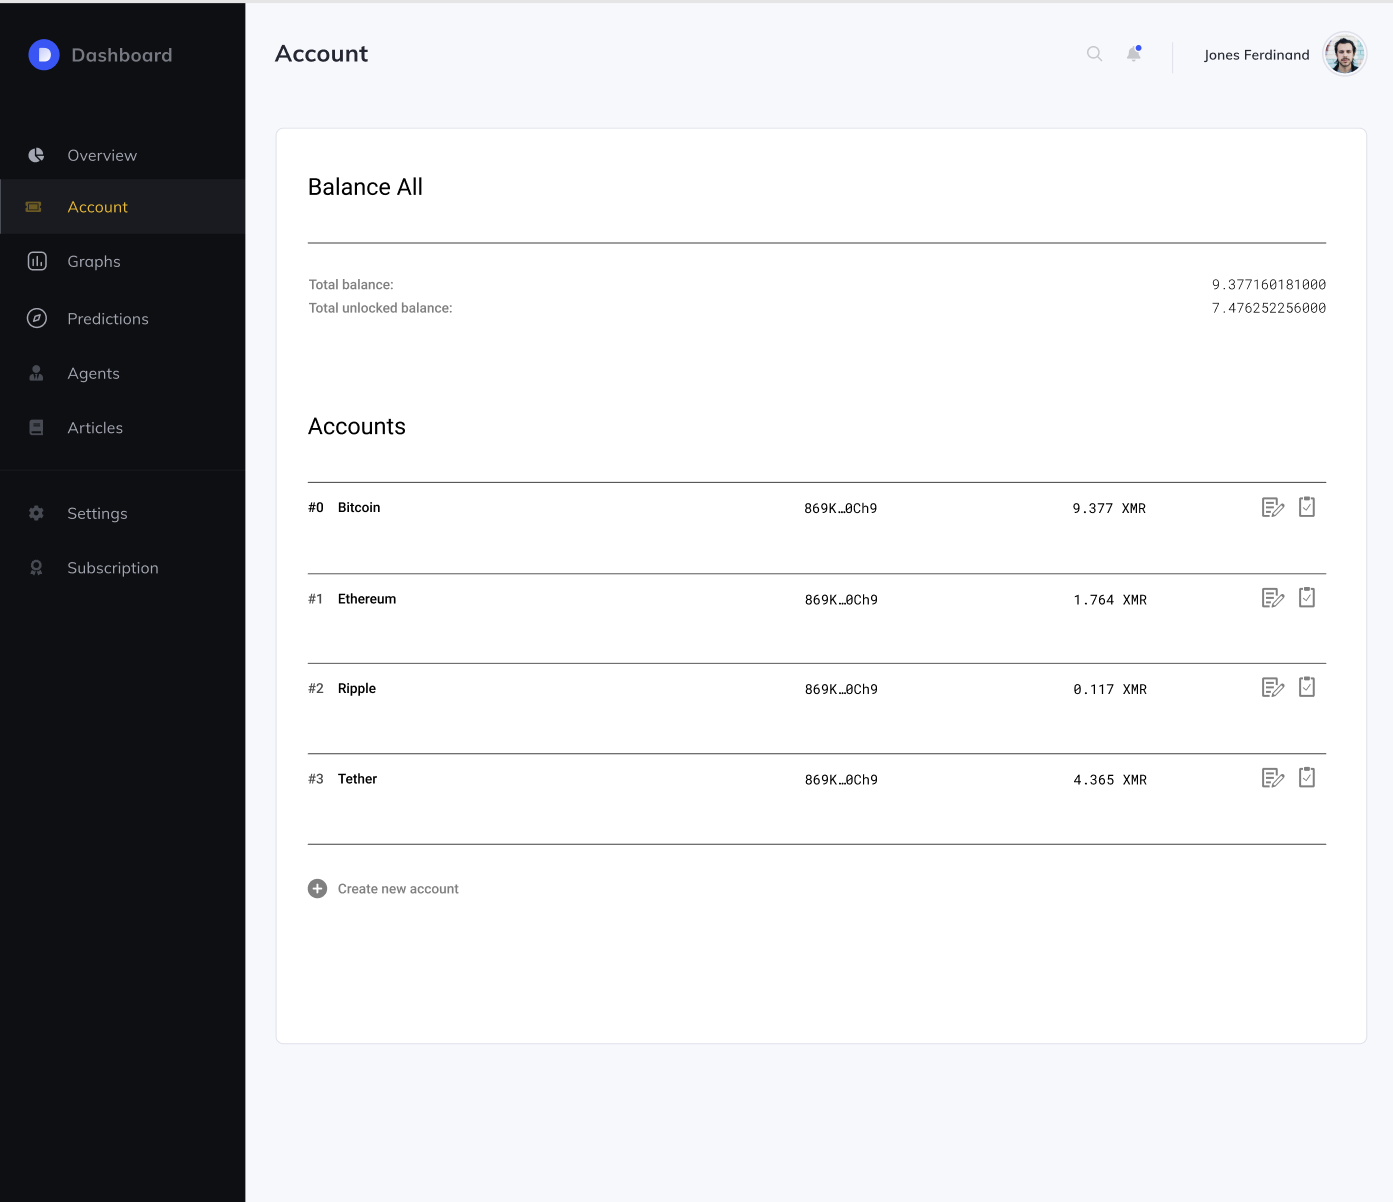 D Dashboard
Account
Jones Ferdinand
Overview
Account
Graphs
Predictions
Agents
Articles
Settings
Subscription
Balance All
Total balance: 9.377160181000
Total unlocked balance: 7.476252256000
Accounts
#0 Bitcoin 869K…0Ch9 9.377 XMR
#1 Ethereum 869K…0Ch9 1.764 XMR
#2 Ripple 869K…0Ch9 0.117 XMR
#3 Tether 869K…0Ch9 4.365 XMR
Create new account